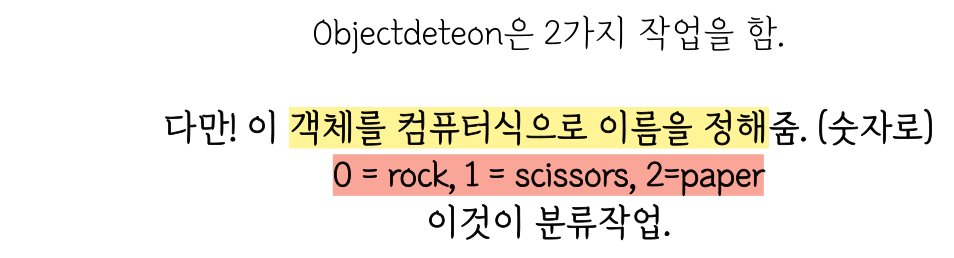 Objectdeteon은 2가지 작업을 함.
다만! 이 객체를 컴퓨터식으로 이름을 정해줌. (숫자로)
0 = rock, 1 = scissors, 2=paper
이것이 분류작업.